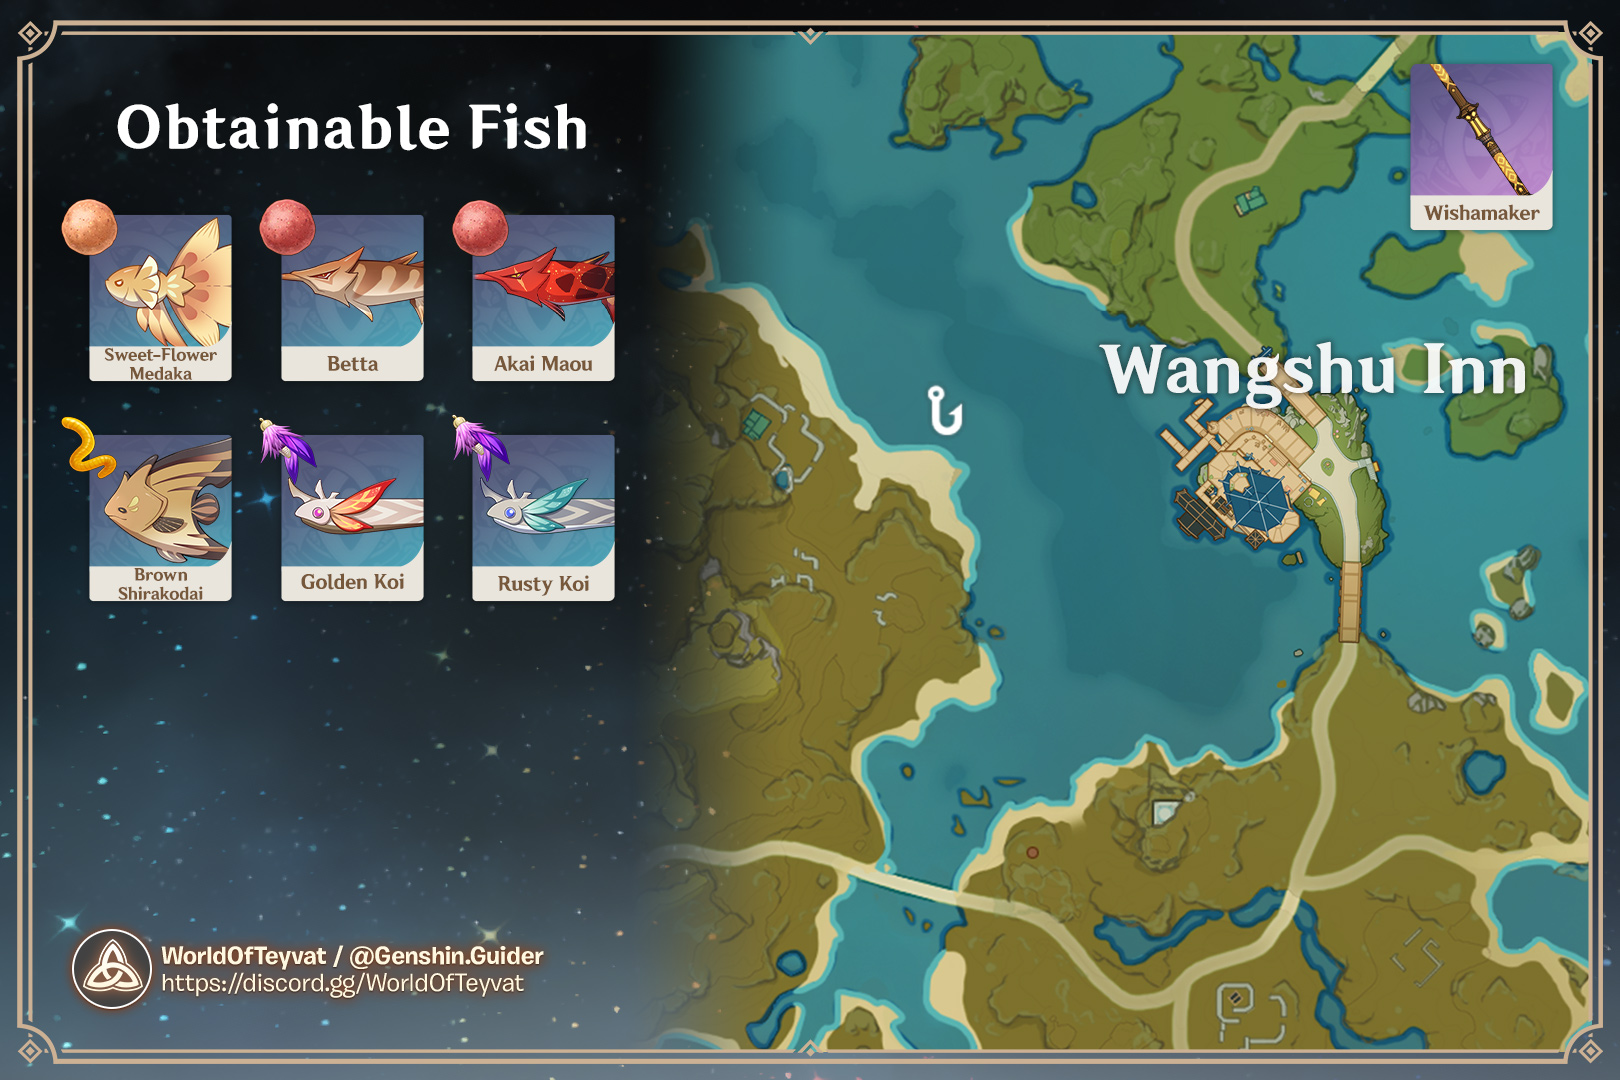 Obtainable Fish
Sweet-Flower
Medaka
Betta
Akai Maou
Brown
Shirakodai
Golden Koi
Rusty Koi
WorldOfTeyvat / @Genshin.Guider
https://discord.gg/WorldOfTeyvat
Wishamaker
Wangshu Inn